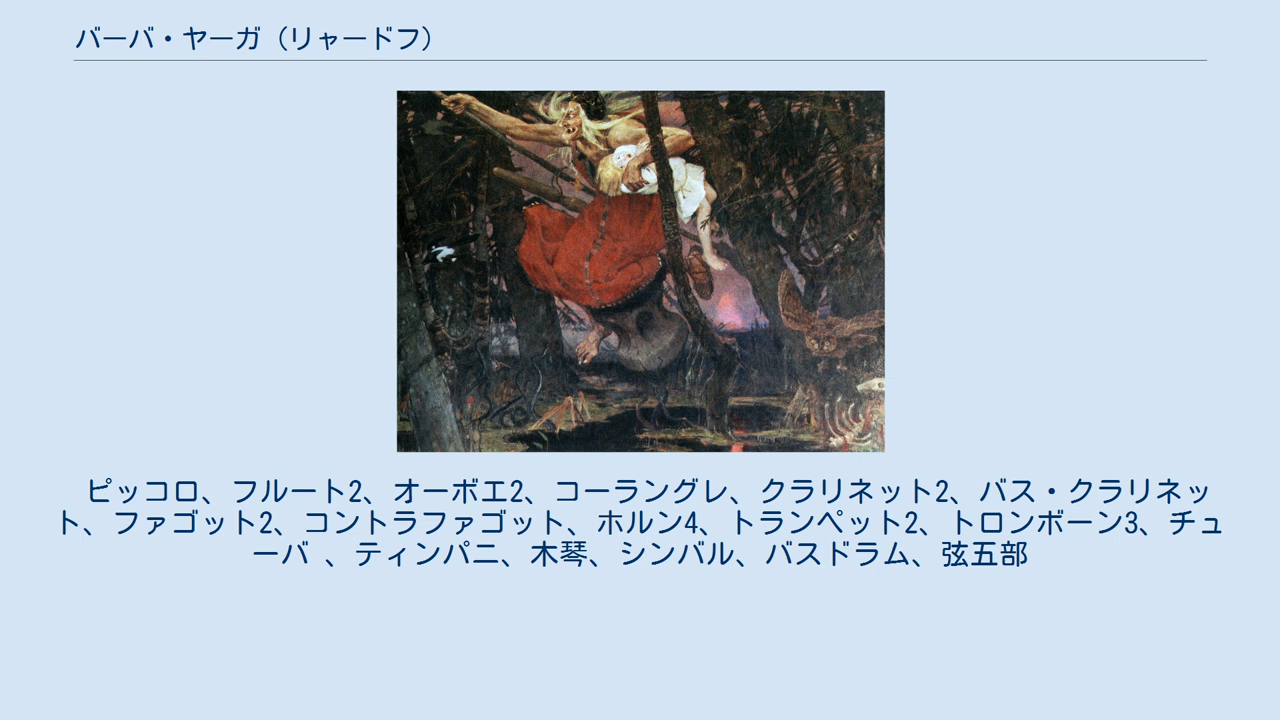 バーバ・ヤーガ（リャードフ）
ピッコロ、フルート2、オーボエ2、コーラングレ、クラリネット2、バス・クラリネッ
ト、ファゴット2、コントラファゴット、ホルン4、トランペット2、トロンボーン3、チュ
ーバ 、ティンパニ、木琴、シンバル、バスドラム、弦五部